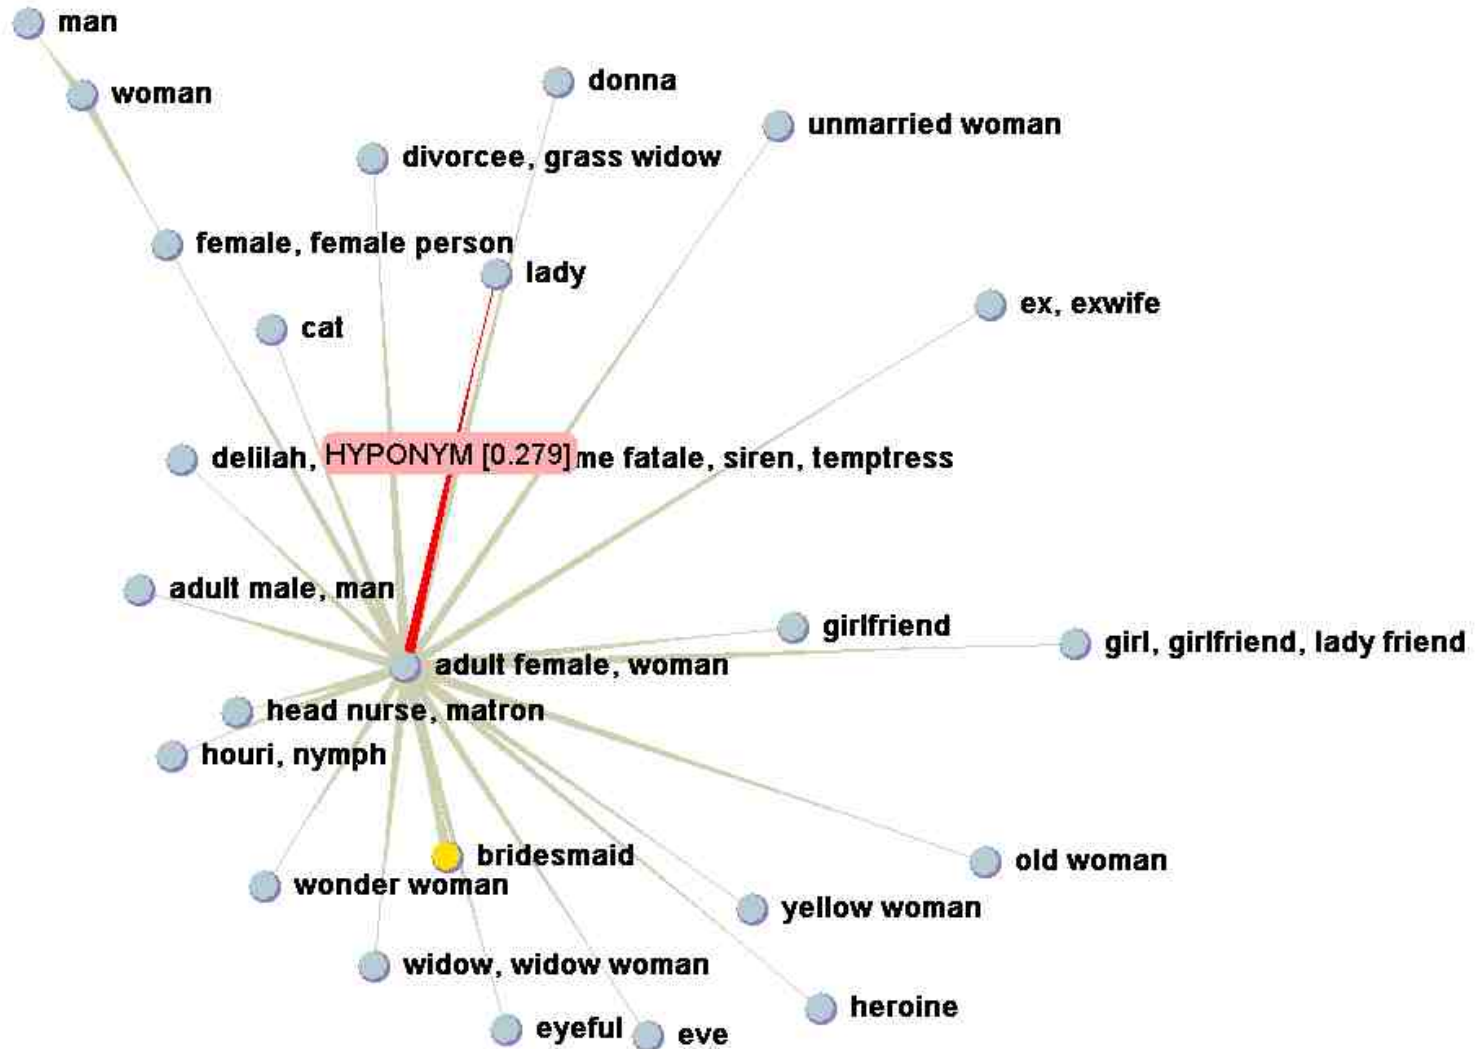 man
woman
donna
unmarried woman
divorcee, grass widow
female, female person
lady
ex, exwife
cat
delilah, HYPONYM [0.279]me fatale, siren, temptress
adult male, man
girlfriend
girl, girlfriend, lady friend
adult female, woman
head nurse, matron
houri, nymph
bridesmaid
old woman
wonder woman
yellow woman
widow, widow woman
heroine
eyeful
eve